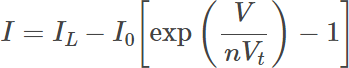 I = I_L − I_0 [ exp ( V / nV_t ) − 1 ]